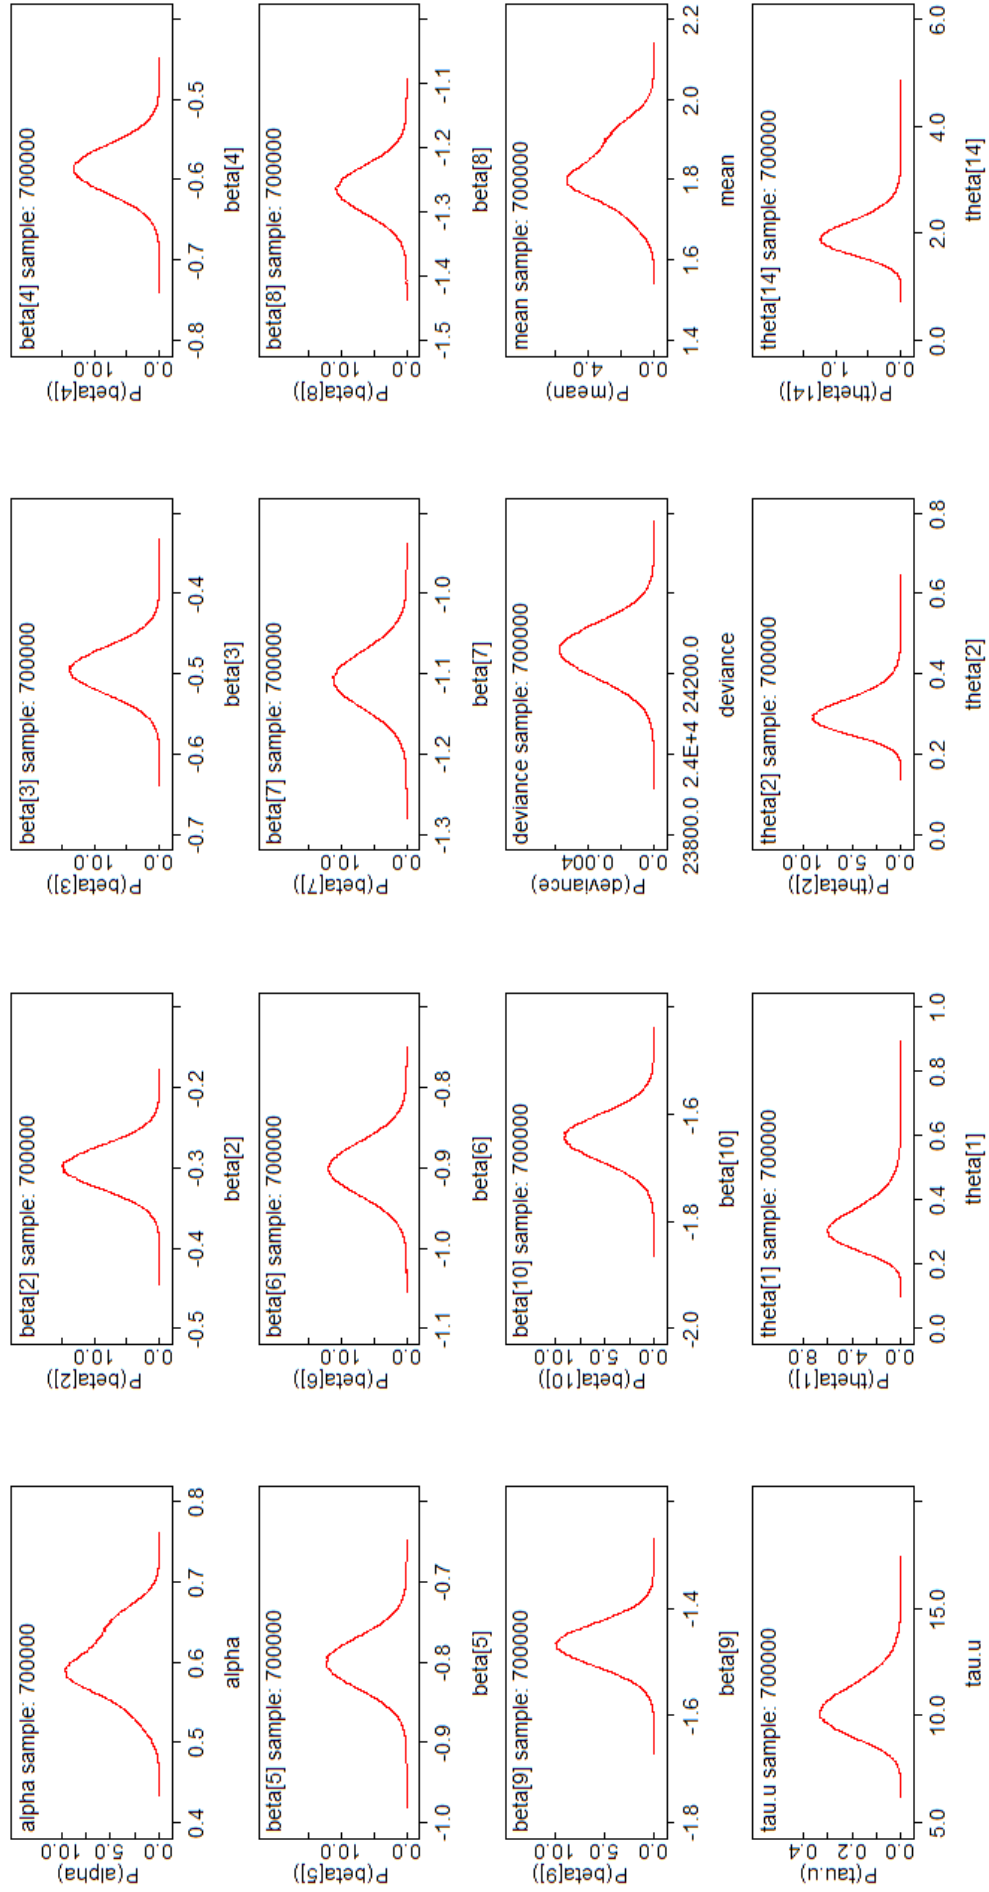 alpha sample: 700000
P(alpha)
10.0
5.0
0.0
0.4 0.5 0.6 0.7 0.8
alpha
beta[2] sample: 700000
P(beta[2])
10.0
0.0
-0.5 -0.4 -0.3 -0.2
beta[2]
beta[3] sample: 700000
P(beta[3])
10.0
0.0
-0.7 -0.6 -0.5 -0.4
beta[3]
beta[4] sample: 700000
P(beta[4])
10.0
0.0
-0.8 -0.7 -0.6 -0.5
beta[4]
beta[5] sample: 700000
P(beta[5])
10.0
0.0
-1.0 -0.9 -0.8 -0.7
beta[5]
beta[6] sample: 700000
P(beta[6])
10.0
0.0
-1.1 -1.0 -0.9 -0.8
beta[6]
beta[7] sample: 700000
P(beta[7])
10.0
0.0
-1.3 -1.2 -1.1 -1.0
beta[7]
beta[8] sample: 700000
P(beta[8])
10.0
0.0
-1.5 -1.4 -1.3 -1.2 -1.1
beta[8]
beta[9] sample: 700000
P(beta[9])
10.0
5.0
0.0
-1.8 -1.6 -1.4
beta[9]
beta[10] sample: 700000
P(beta[10])
10.0
5.0
0.0
-2.0 -1.8 -1.6
beta[10]
deviance sample: 700000
P(deviance)
0.004
0.0
23800.0 2.4E+4 24200.0
deviance
mean sample: 700000
P(mean)
4.0
0.0
1.4 1.6 1.8 2.0 2.2
mean
tau.u sample: 700000
P(tau.u)
0.4
0.2
0.0
5.0 10.0 15.0
tau.u
theta[1] sample: 700000
P(theta[1])
8.0
4.0
0.0
0.0 0.2 0.4 0.6 0.8 1.0
theta[1]
theta[2] sample: 700000
P(theta[2])
10.0
5.0
0.0
0.0 0.2 0.4 0.6 0.8
theta[2]
theta[14] sample: 700000
P(theta[14])
1.0
0.0
0.0 2.0 4.0 6.0
theta[14]